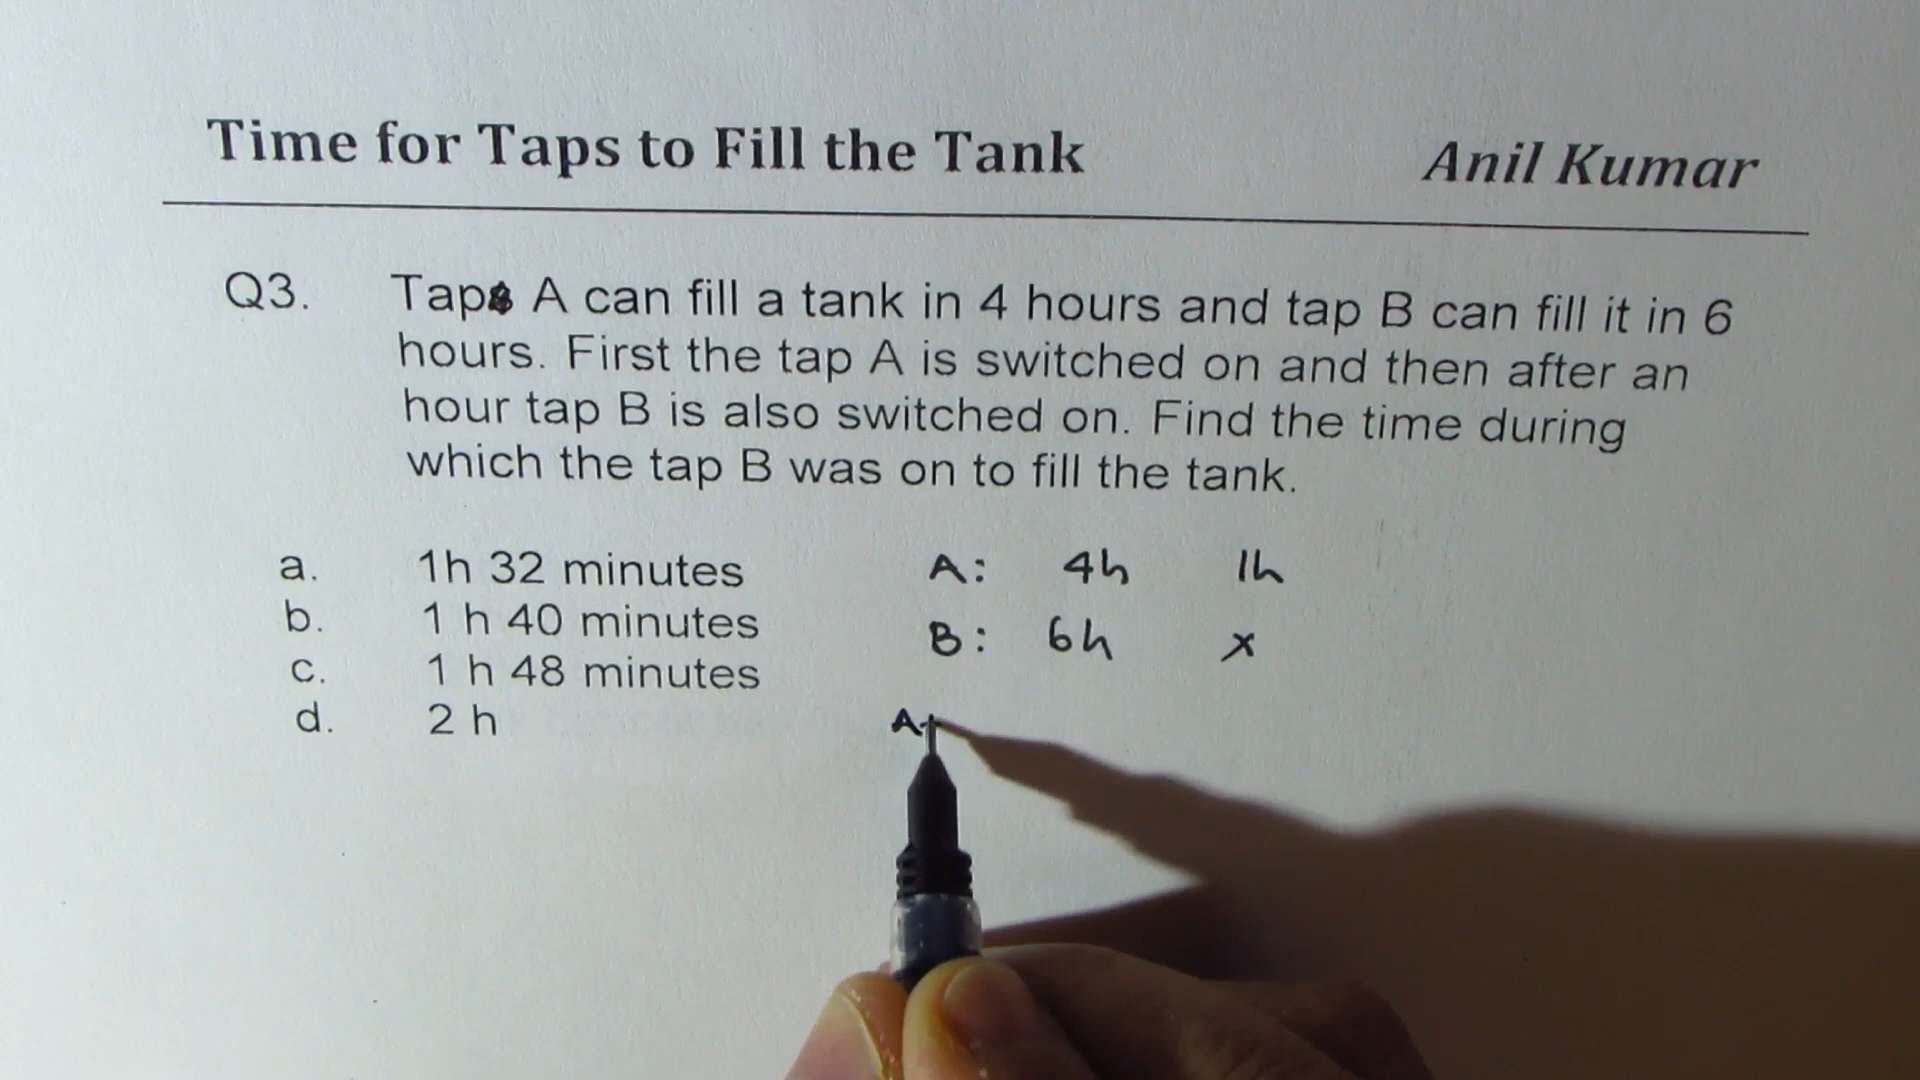 Time for Taps to Fill the Tank Anil Kumar
Q3. Tap A can fill a tank in 4 hours and tap B can fill it in 6
hours. First the tap A is switched on and then after an
hour tap B is also switched on. Find the time during
which the tap B was on to fill the tank.
a. 1h 32 minutes A: 4h 1h
b. 1 h 40 minutes B: 6h x
c. 1 h 48 minutes
d. 2 h A+